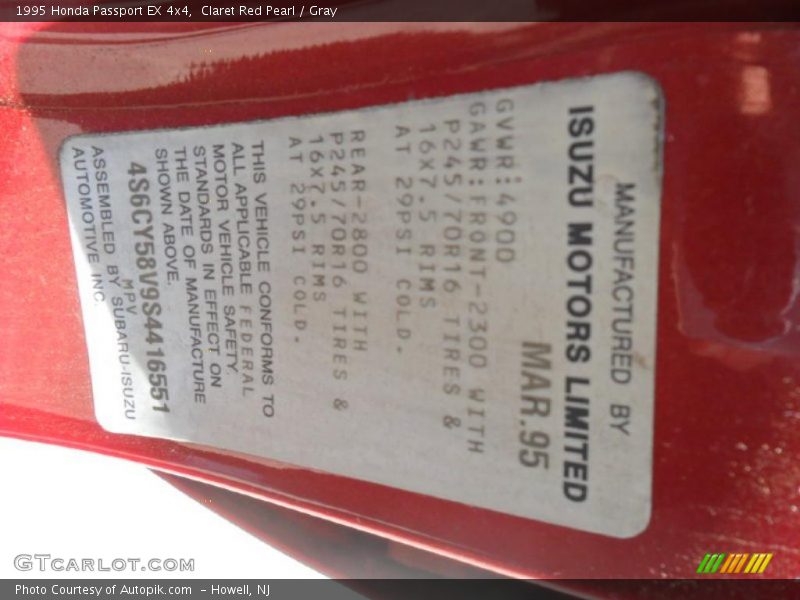 1995 Honda Passport EX 4x4,  Claret Red Pearl / Gray
MANUFACTURED BY
ISUZU MOTORS LIMITED
MAR.95
GVWR:4900
GAWR:FRONT-2300 WITH
P245/70R16 TIRES &
16X7.5 RIMS
AT 29PSI COLD.
REAR-2800 WITH
P245/70R16 TIRES &
16X7.5 RIMS
AT 29PSI COLD.
THIS VEHICLE CONFORMS TO
ALL APPLICABLE FEDERAL
MOTOR VEHICLE SAFETY
STANDARDS IN EFFECT ON
THE DATE OF MANUFACTURE
SHOWN ABOVE.
4S6CY58V9S4416551
MPV
ASSEMBLED BY SUBARU-ISUZU
AUTOMOTIVE INC.
GTcarlot.com
Photo Courtesy of Autopik.com  - Howell, NJ